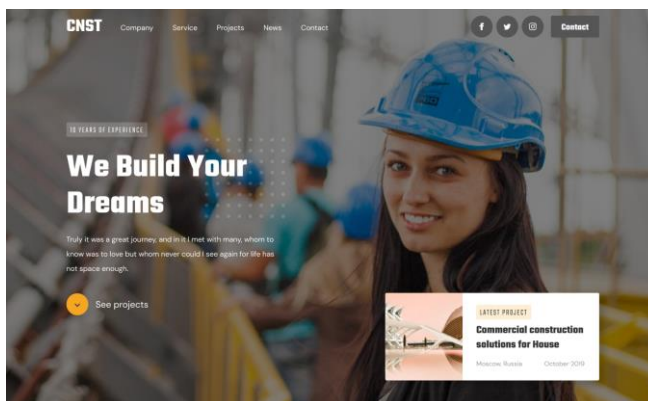 CNST
Company Service Projects News Contact
Contact
10 YEARS OF EXPERIENCE
We Build Your
Dreams
Truly it was a great journey, and in it I met with many, whom to
know was to love but whom never could I see again for life has
not space enough.
See projects
LATEST PROJECT
Commercial construction
solutions for House
Moscow, Russia October 2019